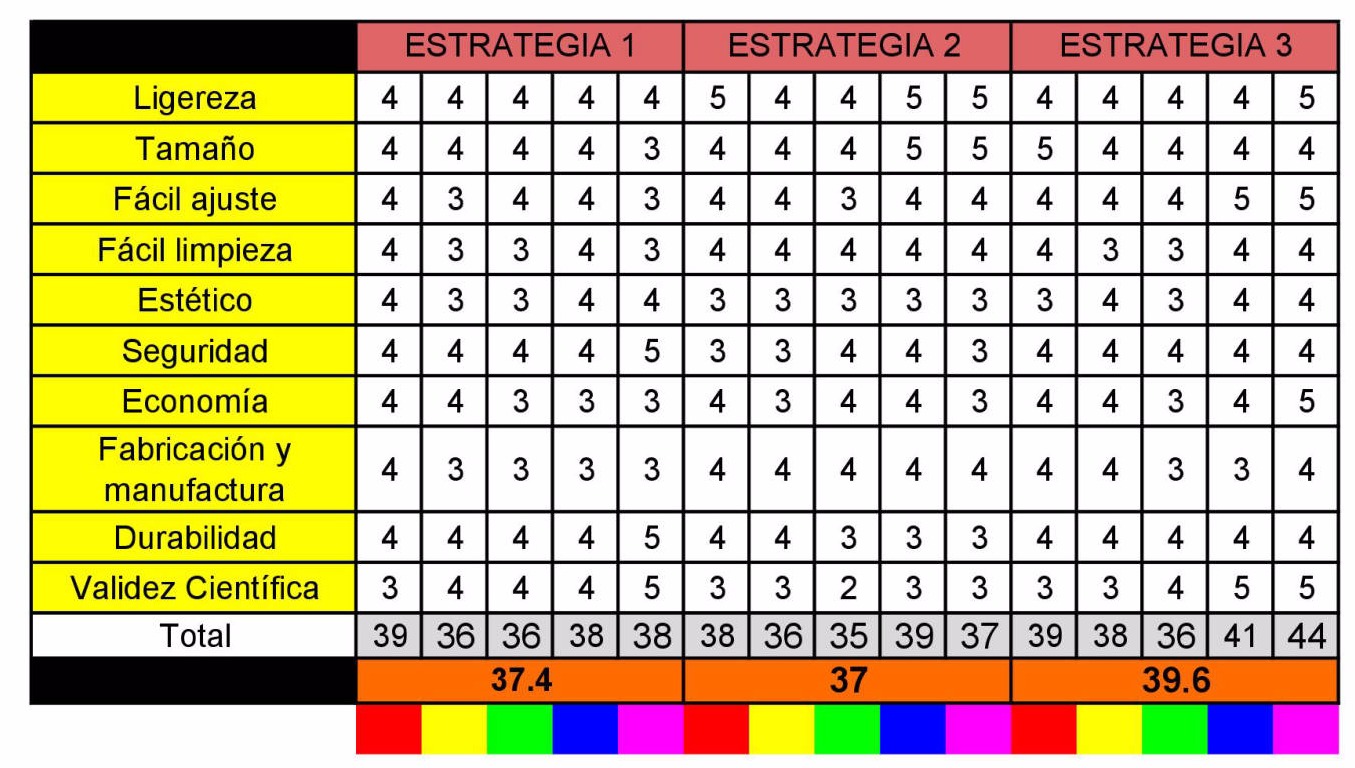 ESTRATEGIA 1 ESTRATEGIA 2 ESTRATEGIA 3
Ligereza 4 4 4 4 4 5 4 4 5 5 4 4 4 4 5
Tamaño 4 4 4 4 3 4 4 4 5 5 5 4 4 4 4
Fácil ajuste 4 3 4 4 3 4 4 3 4 4 4 4 4 5 5
Fácil limpieza 4 3 3 4 3 4 4 4 4 4 4 3 3 4 4
Estético 4 3 3 4 4 3 3 3 3 3 3 4 3 4 4
Seguridad 4 4 4 4 5 3 3 4 4 3 4 4 4 4 4
Economía 4 4 3 3 3 4 3 4 4 3 4 4 3 4 5
Fabricación y
manufactura 4 3 3 3 3 4 4 4 4 4 4 4 3 3 4
Durabilidad 4 4 4 4 5 4 4 3 3 3 4 4 4 4 4
Validez Científica 3 4 4 4 5 3 3 2 3 3 3 3 4 5 5
Total 39 36 36 38 38 38 36 35 39 37 39 38 36 41 44
37.4 37 39.6